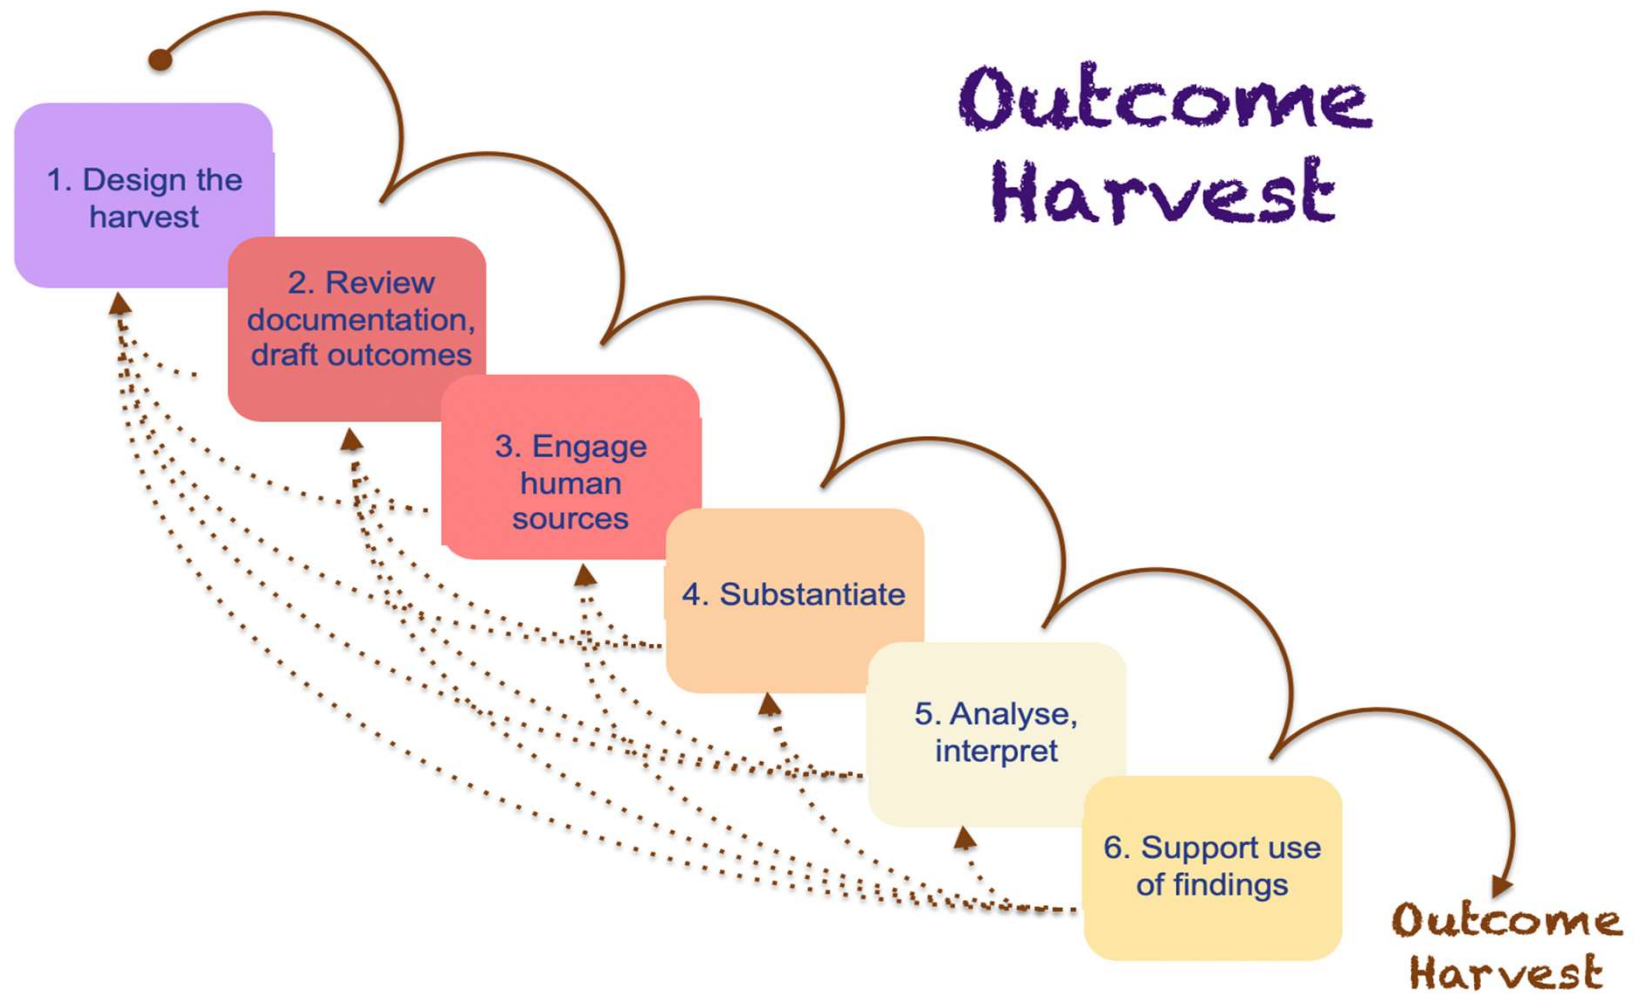 Outcome
Harvest
1. Design the
harvest
2. Review
documentation,
draft outcomes
3. Engage
human
sources
4. Substantiate
5. Analyse,
interpret
6. Support use
of findings
Outcome
Harvest